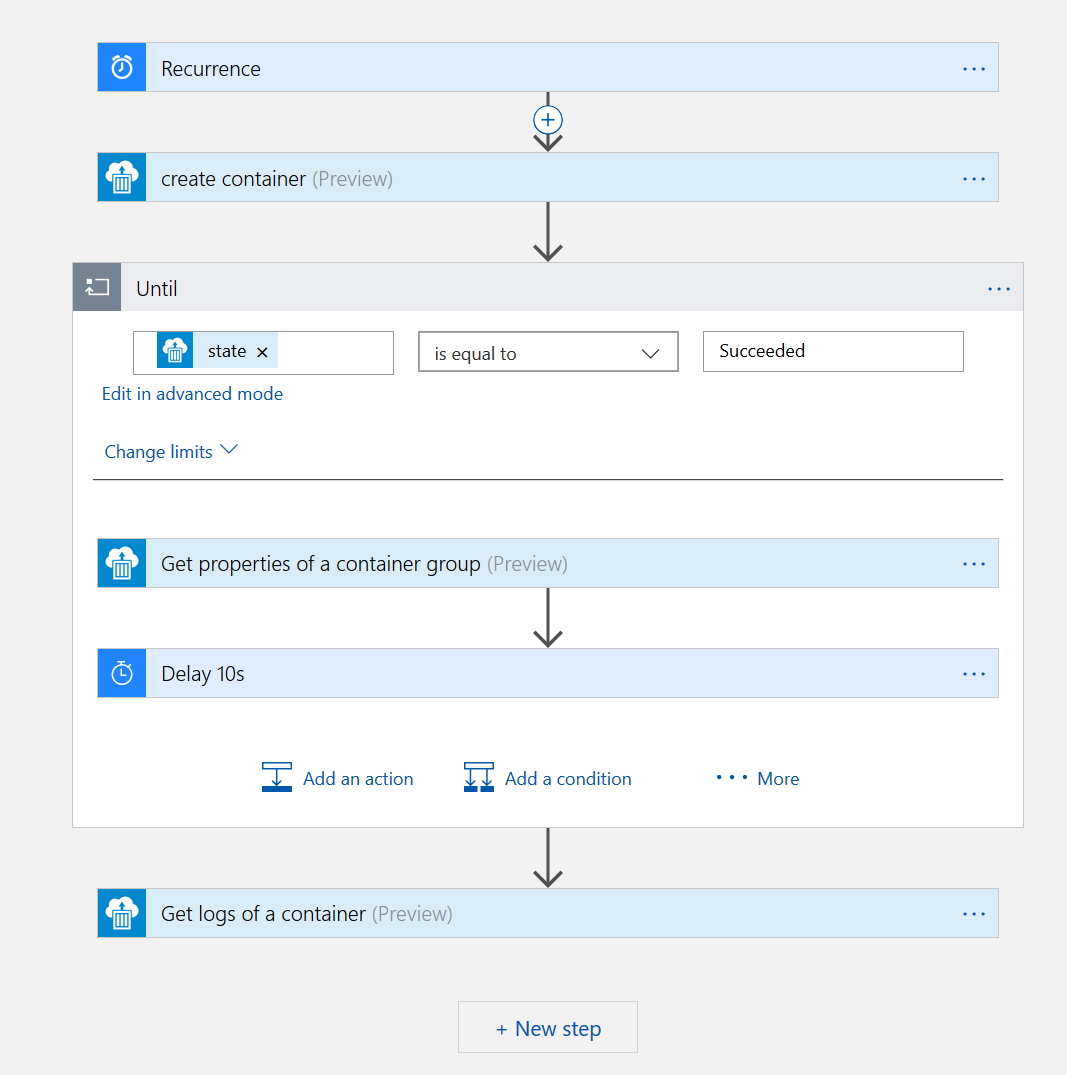 Recurrence
create container (Preview)
Until
state is equal to Succeeded
Edit in advanced mode
Change limits
Get properties of a container group (Preview)
Delay 10s
Add an action Add a condition More
Get logs of a container (Preview)
+ New step